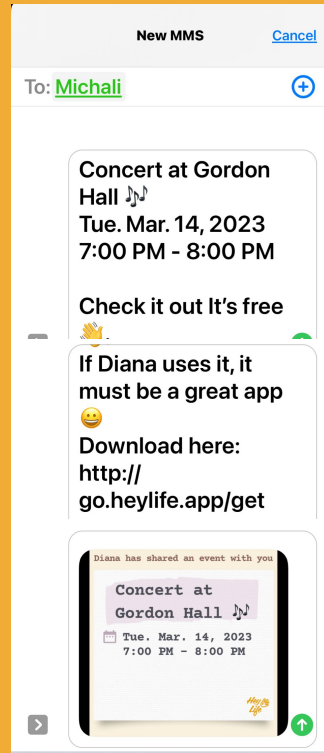 New MMS
Cancel
To: Michali
Concert at Gordon
Hall 🎶
Tue. Mar. 14, 2023
7:00 PM - 8:00 PM
Check it out It’s free
👋.
If Diana uses it, it
must be a great app
😀
Download here:
http://
go.heylife.app/get
Diana has shared an event with you
Concert at
Gordon Hall 🎶
Tue. Mar. 14, 2023
7:00 PM - 8:00 PM
Hey
Life